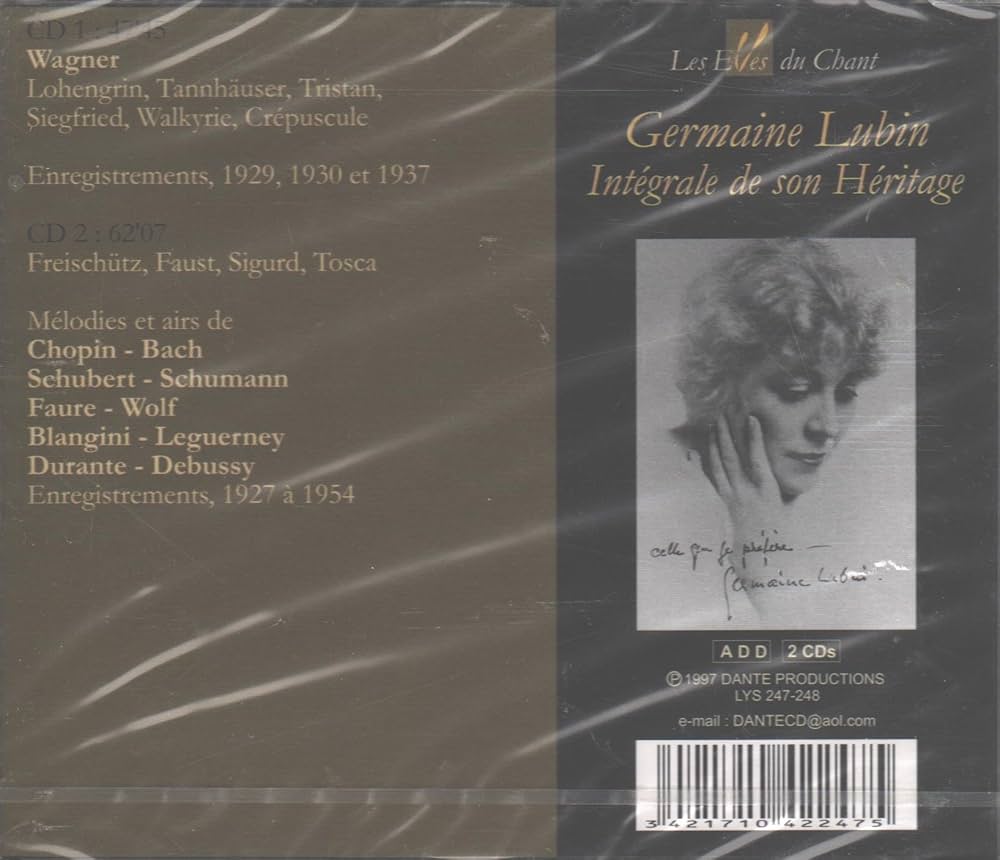 CD 1 : 47'45
Wagner
Lohengrin, Tannhäuser, Tristan,
Siegfried, Walkyrie, Crépuscule
Enregistrements, 1929, 1930 et 1937
CD 2 : 62'07
Freischütz, Faust, Sigurd, Tosca
Mélodies et airs de
Chopin - Bach
Schubert - Schumann
Faure - Wolf
Blangini - Leguerney
Durante - Debussy
Enregistrements, 1927 à 1954
Les EVes du Chant
Germaine Lubin
Intégrale de son Héritage
celle que je préfère —
Germaine Lubin.
ADD 2 CDs
℗ 1997 DANTE PRODUCTIONS
LYS 247-248
e-mail : DANTECD@aol.com
3 421710 422475